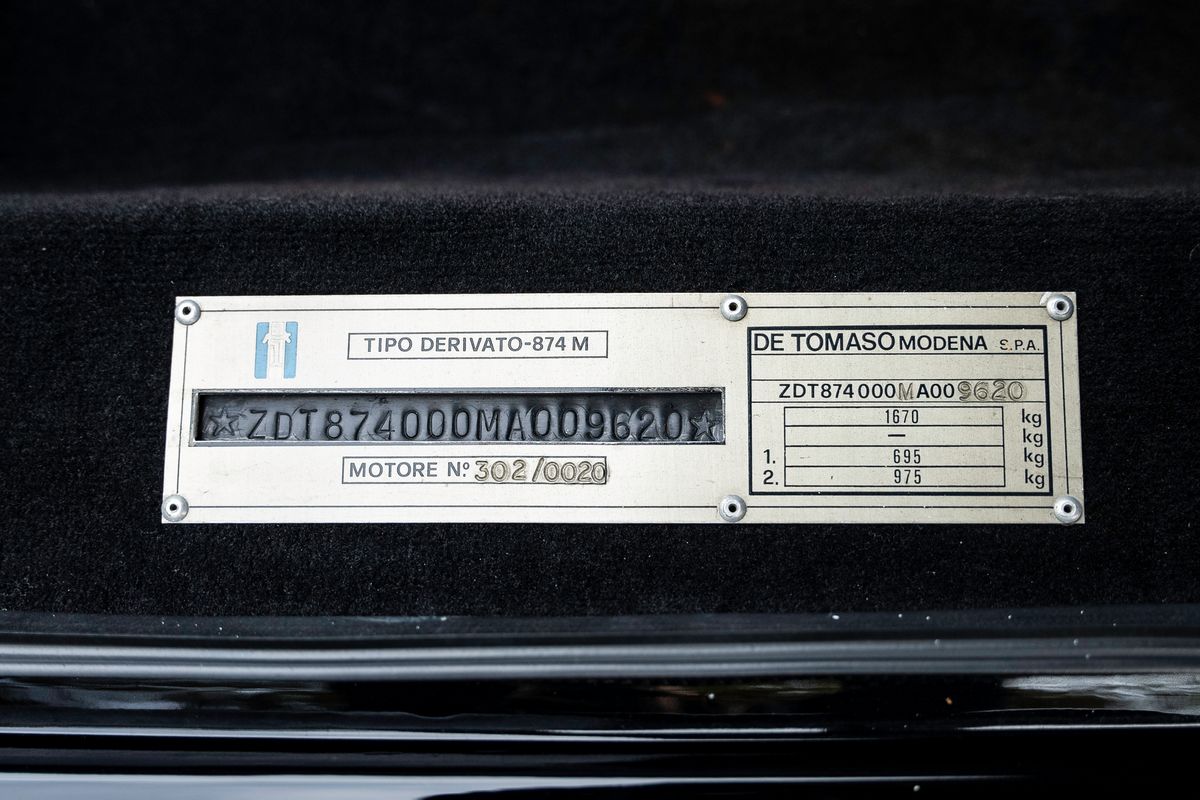 TIPO DERIVATO-874 M
☆ZDT874000MA009620☆
MOTORE Nº 302/0020
DE TOMASO MODENA S.P.A.
ZDT874000MA009620
1670 kg
— kg
1. 695 kg
2. 975 kg